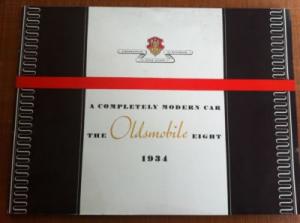 A COMPLETELY MODERN CAR
THE Oldsmobile EIGHT
1934